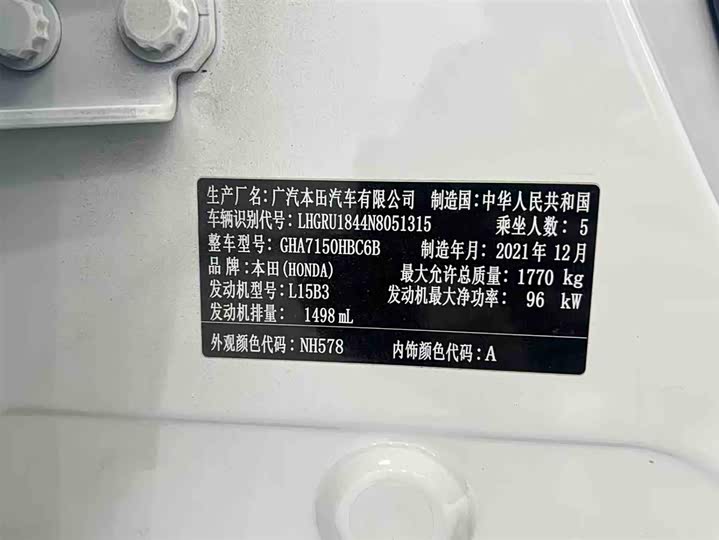 生产厂名:广汽本田汽车有限公司 制造国:中华人民共和国
车辆识别代号:LHGRU1844N8051315 乘坐人数: 5
整车型号:GHA7150HBC6B 制造年月:2021年 12月
品 牌:本田(HONDA) 最大允许总质量:1770 kg
发动机型号:L15B3 发动机最大净功率: 96 kW
发动机排量: 1498 mL
外观颜色代码:NH578 内饰颜色代码:A